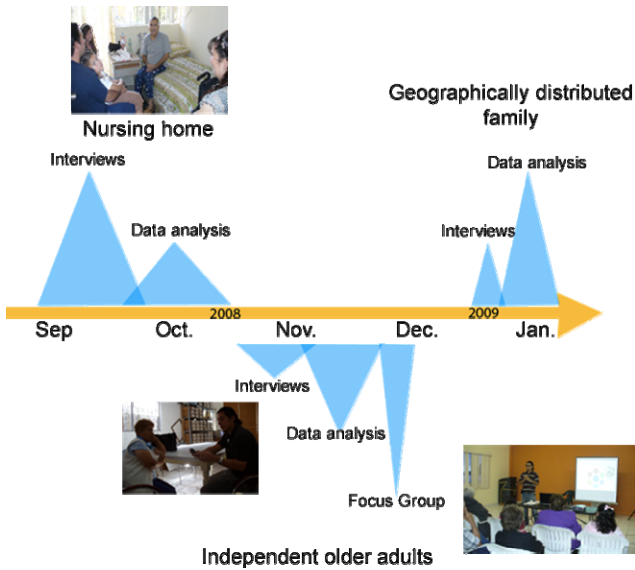 Geographically distributed
family
Nursing home
Interviews
Data analysis
Data analysis
Interviews
2008
2009
Sep
Oct.
Nov.
Dec.
Jan.
Interviews
Data analysis
Focus Group
Independent older adults